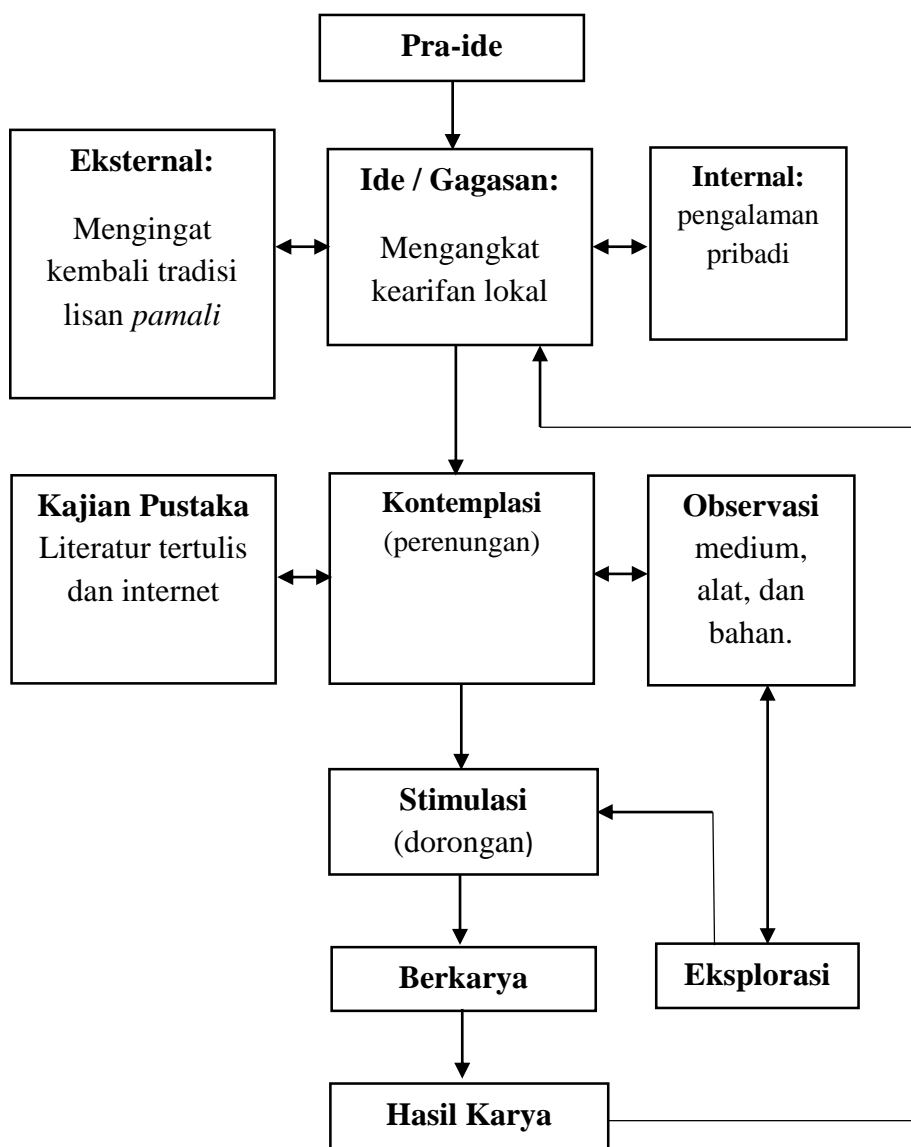 Pra-ide
Eksternal:
Mengingat
kembali tradisi
lisan pamali
Ide / Gagasan:
Mengangkat
kearifan lokal
Internal:
pengalaman
pribadi
Kajian Pustaka
Literatur tertulis
dan internet
Kontemplasi
(perenungan)
Observasi
medium,
alat, dan
bahan.
Stimulasi
(dorongan)
Berkarya
Eksplorasi
Hasil Karya